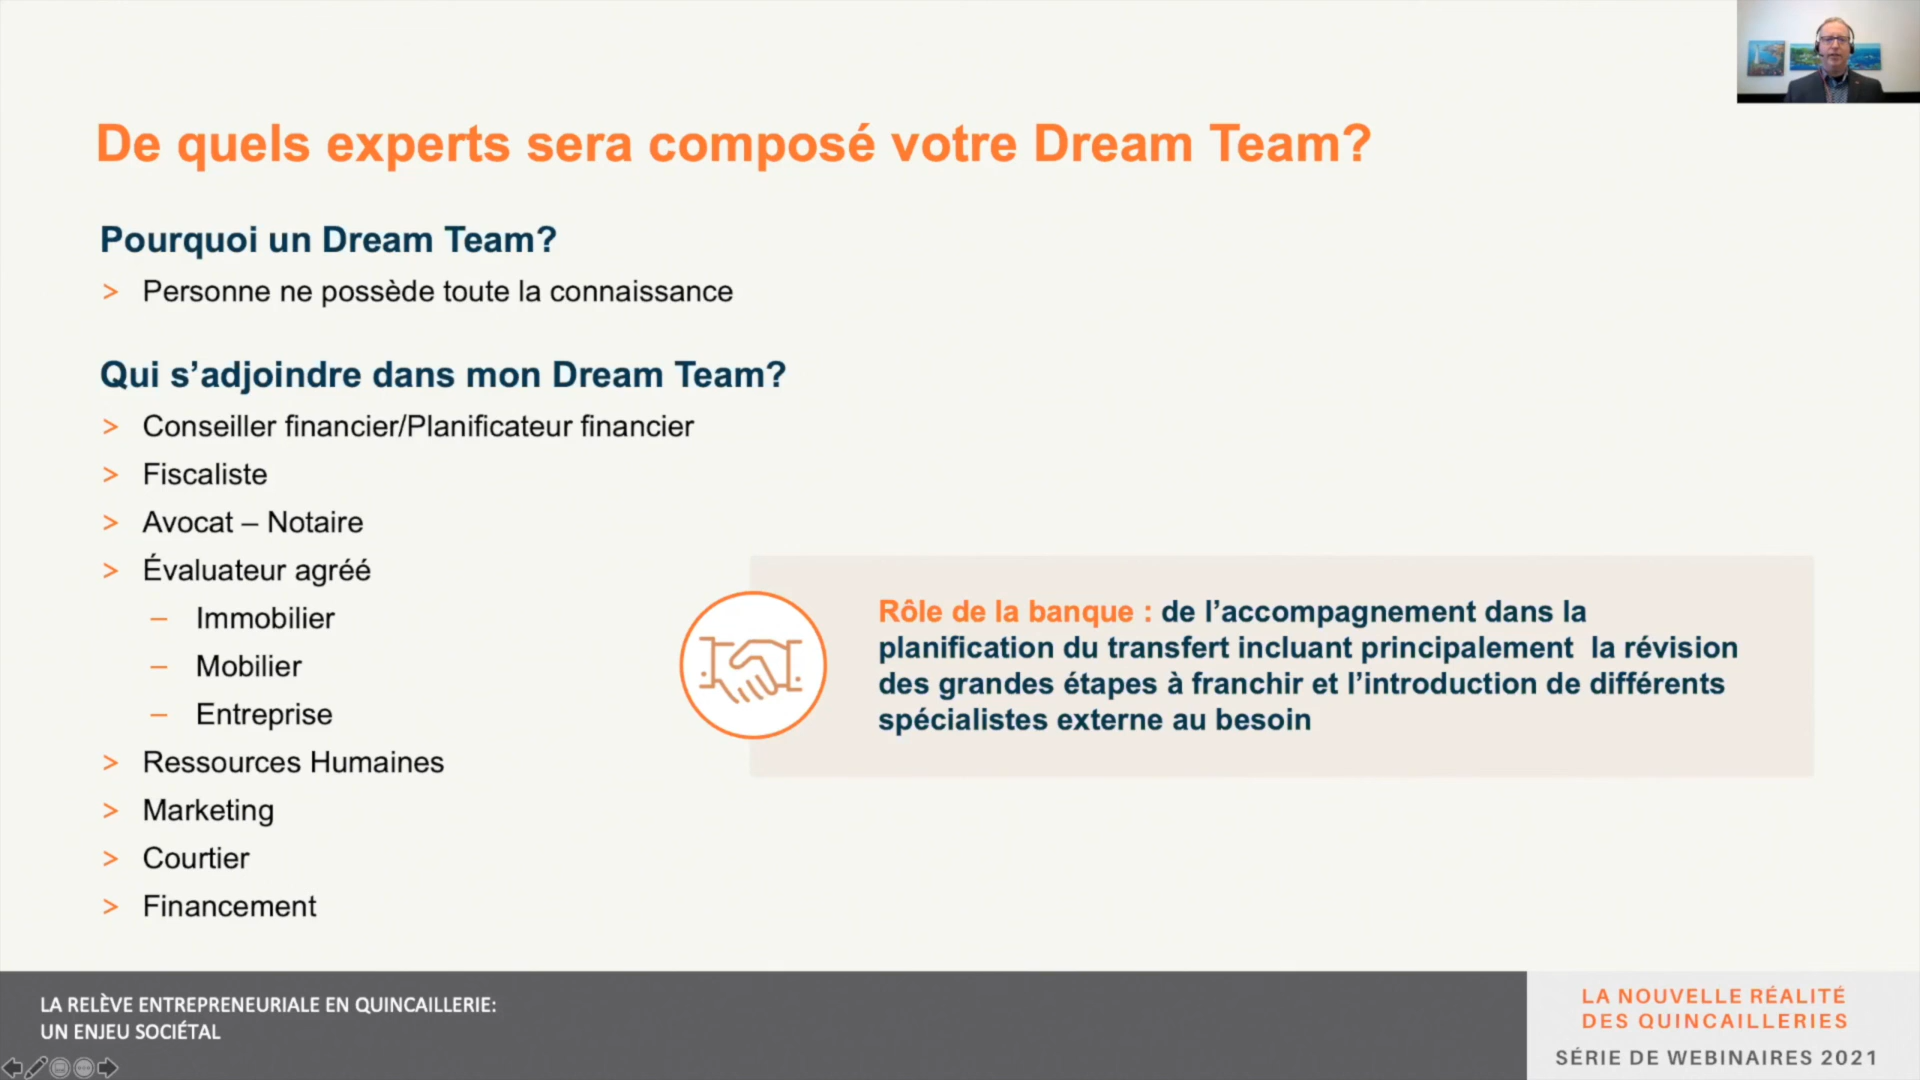 De quels experts sera composé votre Dream Team?
Pourquoi un Dream Team?
> Personne ne possède toute la connaissance
Qui s’adjoindre dans mon Dream Team?
> Conseiller financier/Planificateur financier
> Fiscaliste
> Avocat – Notaire
> Évaluateur agréé
– Immobilier
– Mobilier
– Entreprise
> Ressources Humaines
> Marketing
> Courtier
> Financement
Rôle de la banque : de l’accompagnement dans la
planification du transfert incluant principalement  la révision
des grandes étapes à franchir et l’introduction de différents
spécialistes externe au besoin
LA RELÈVE ENTREPRENEURIALE EN QUINCAILLERIE:
UN ENJEU SOCIÉTAL
LA NOUVELLE RÉALITÉ
DES QUINCAILLERIES
SÉRIE DE WEBINAIRES 2021